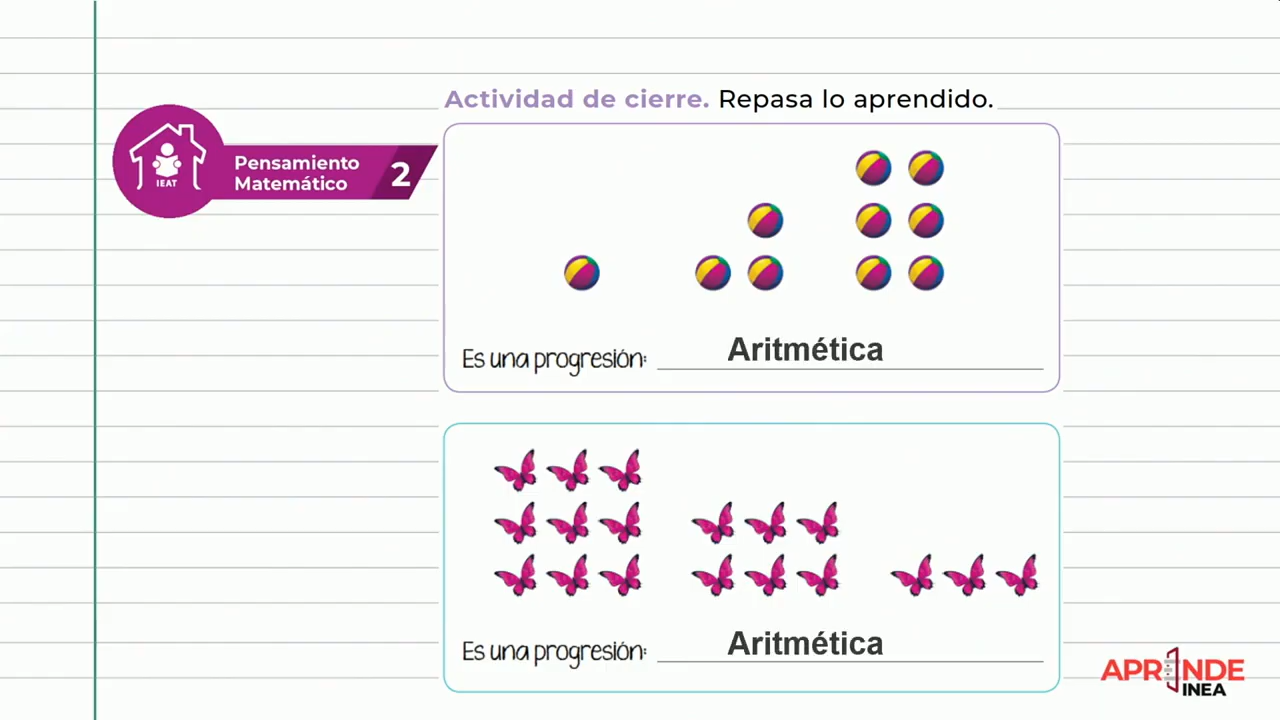 Actividad de cierre. Repasa lo aprendido.
IEAT
Pensamiento
Matemático
2
Es una progresión: Aritmética
Es una progresión: Aritmética
APRENDE
INEA